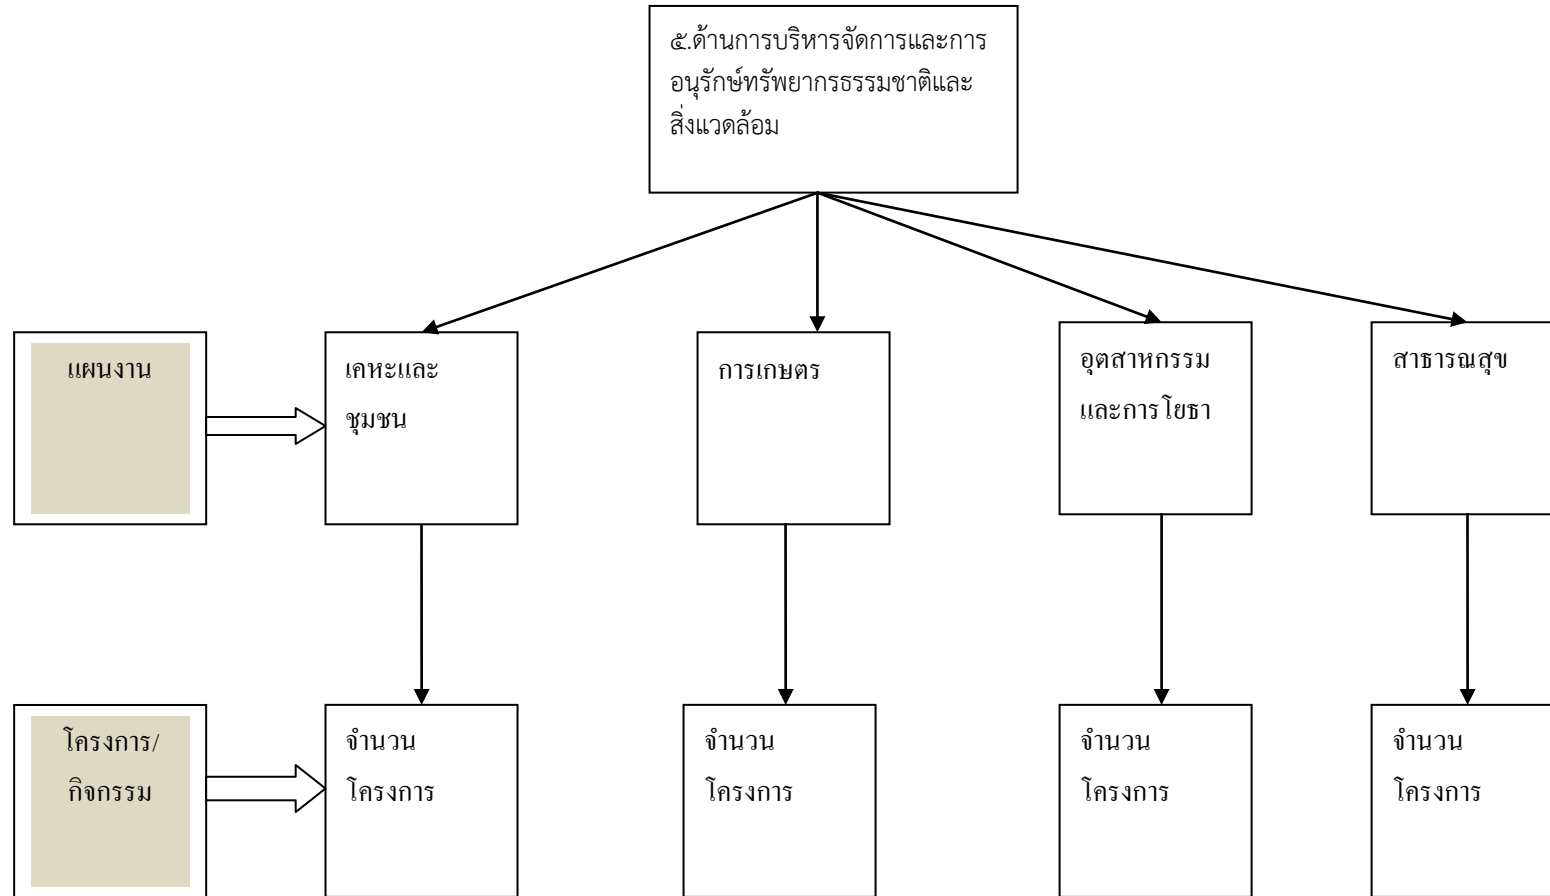 ๕.ด้านการบริหารจัดการและการ
อนุรักษ์ทรัพยากรธรรมชาติและ
สิ่งแวดล้อม
แผนงาน
เคหะและ
ชุมชน
การเกษตร
อุตสาหกรรม
และการโยธา
สาธารณสุข
โครงการ/
กิจกรรม
จำนวน
โครงการ
จำนวน
โครงการ
จำนวน
โครงการ
จำนวน
โครงการ